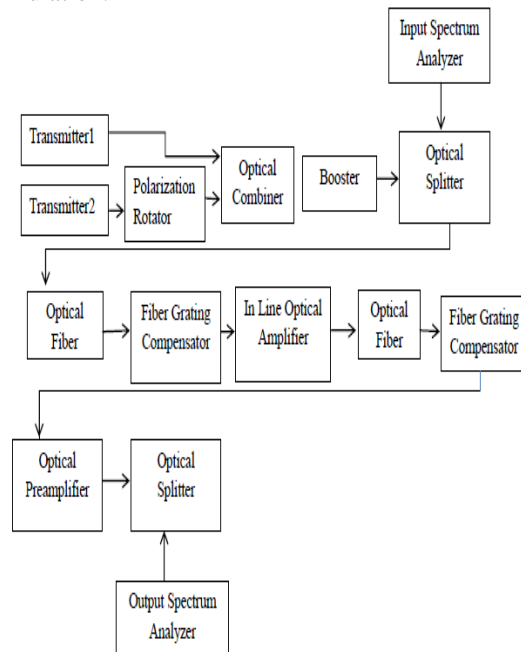 Input Spectrum
Analyzer
Transmitter1
Transmitter2
Polarization
Rotator
Optical
Combiner
Booster
Optical
Splitter
Optical
Fiber
Fiber Grating
Compensator
In Line Optical
Amplifier
Optical
Fiber
Fiber Grating
Compensator
Optical
Preamplifier
Optical
Splitter
Output Spectrum
Analyzer